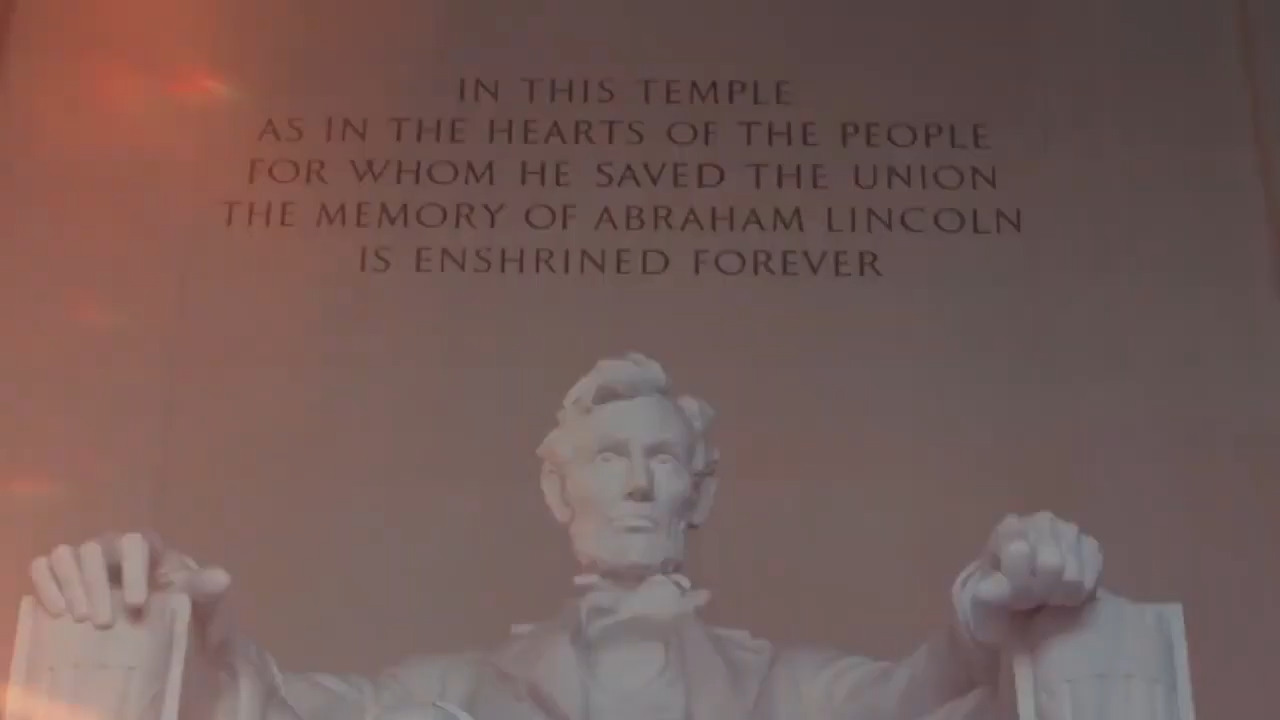 IN THIS TEMPLE
AS IN THE HEARTS OF THE PEOPLE
FOR WHOM HE SAVED THE UNION
THE MEMORY OF ABRAHAM LINCOLN
IS ENSHRINED FOREVER